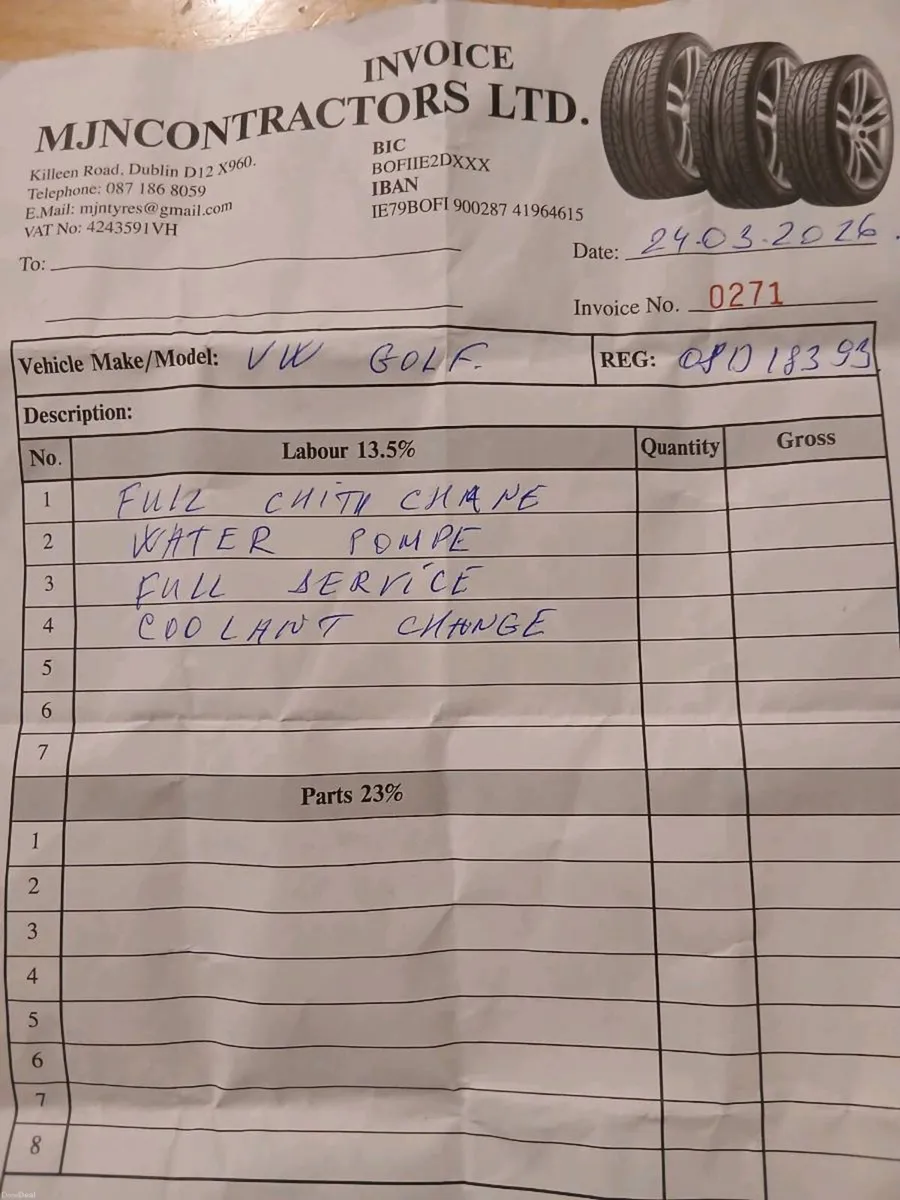 INVOICE
MJNCONTRACTORS LTD.
Killeen Road, Dublin D12 X960.
Telephone: 087 186 8059
E.Mail: mjntyres@gmail.com
VAT No: 4243591VH
BIC
BOFIIE2DXXX
IBAN
IE79BOFI 900287 41964615
To:
Date: 24.03.2026.
Invoice No. 0271
Vehicle Make/Model: VW GOLF.
REG: 08D18393
Description:
No. Labour 13.5% Quantity Gross
1 FULL CHANE
2 WATER POMPE
3 FULL SERVICE
4 COOLANT CHANGE
5
6
7
Parts 23%
1
2
3
4
5
6
7
8
DoneDeal